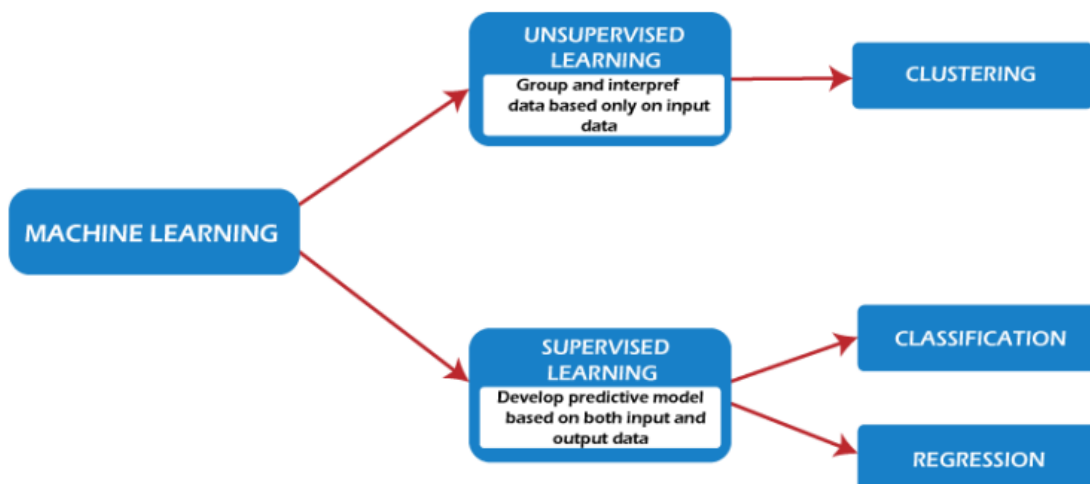 UNSUPERVISED
LEARNING
Group and interpref
data based only on input
data
CLUSTERING
MACHINE LEARNING
SUPERVISED
LEARNING
Develop predictive model
based on both input and
output data
CLASSIFICATION
REGRESSION